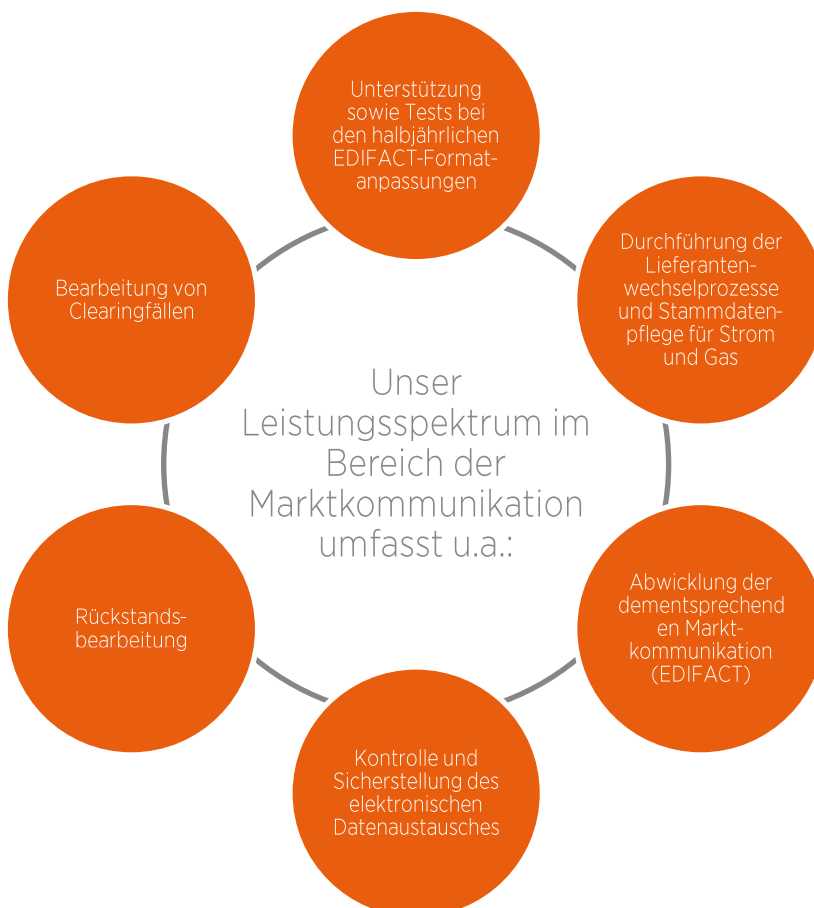 Unterstützung
sowie Tests bei
den halbjährlichen
EDIFACT-Format-
anpassungen
Durchführung der
Lieferanten-
wechselprozesse
und Stammdaten-
pflege für Strom
und Gas
Abwicklung der
dementsprechend
en Markt-
kommunikation
(EDIFACT)
Kontrolle und
Sicherstellung des
elektronischen
Datenaustausches
Rückstands-
bearbeitung
Bearbeitung von
Clearingfällen
Unser
Leistungsspektrum im
Bereich der
Marktkommunikation
umfasst u.a.: